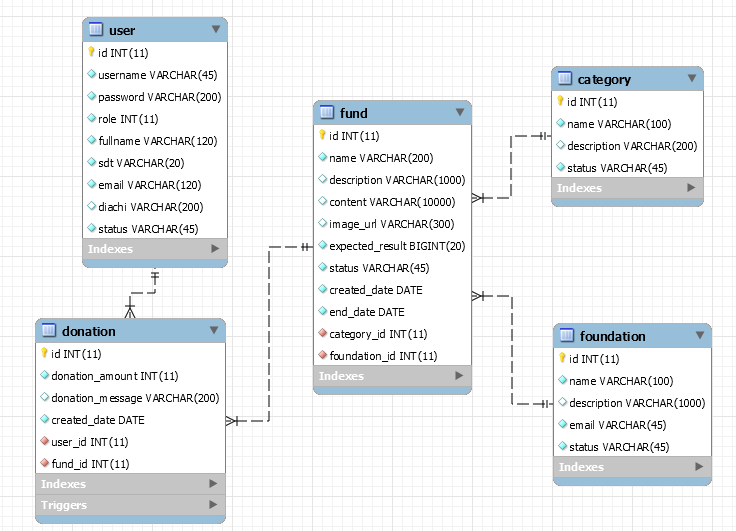 user
id INT(11)
username VARCHAR(45)
password VARCHAR(200)
role INT(11)
fullname VARCHAR(120)
sdt VARCHAR(20)
email VARCHAR(120)
diachi VARCHAR(200)
status VARCHAR(45)
Indexes
donation
id INT(11)
donation_amount INT(11)
donation_message VARCHAR(200)
created_date DATE
user_id INT(11)
fund_id INT(11)
Indexes
Triggers
fund
id INT(11)
name VARCHAR(200)
description VARCHAR(1000)
content VARCHAR(10000)
image_url VARCHAR(300)
expected_result BIGINT(20)
status VARCHAR(45)
created_date DATE
end_date DATE
category_id INT(11)
foundation_id INT(11)
Indexes
category
id INT(11)
name VARCHAR(100)
description VARCHAR(200)
status VARCHAR(45)
Indexes
foundation
id INT(11)
name VARCHAR(100)
description VARCHAR(1000)
email VARCHAR(45)
status VARCHAR(45)
Indexes